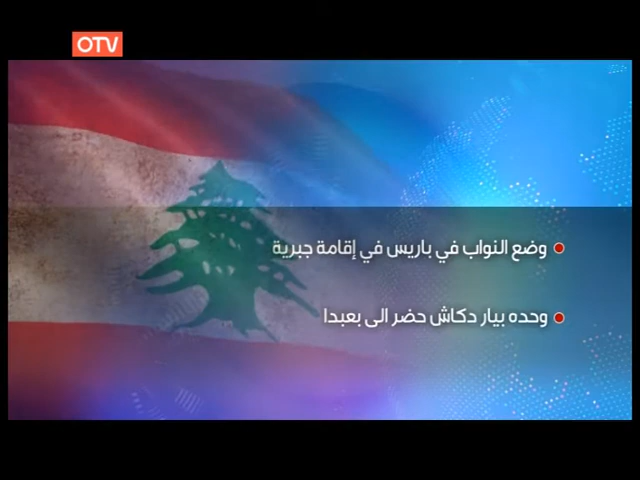 OTV
وضع النواب في باريس في إقامة جبرية
وحده بيار دكاش حضر الى بعبدا